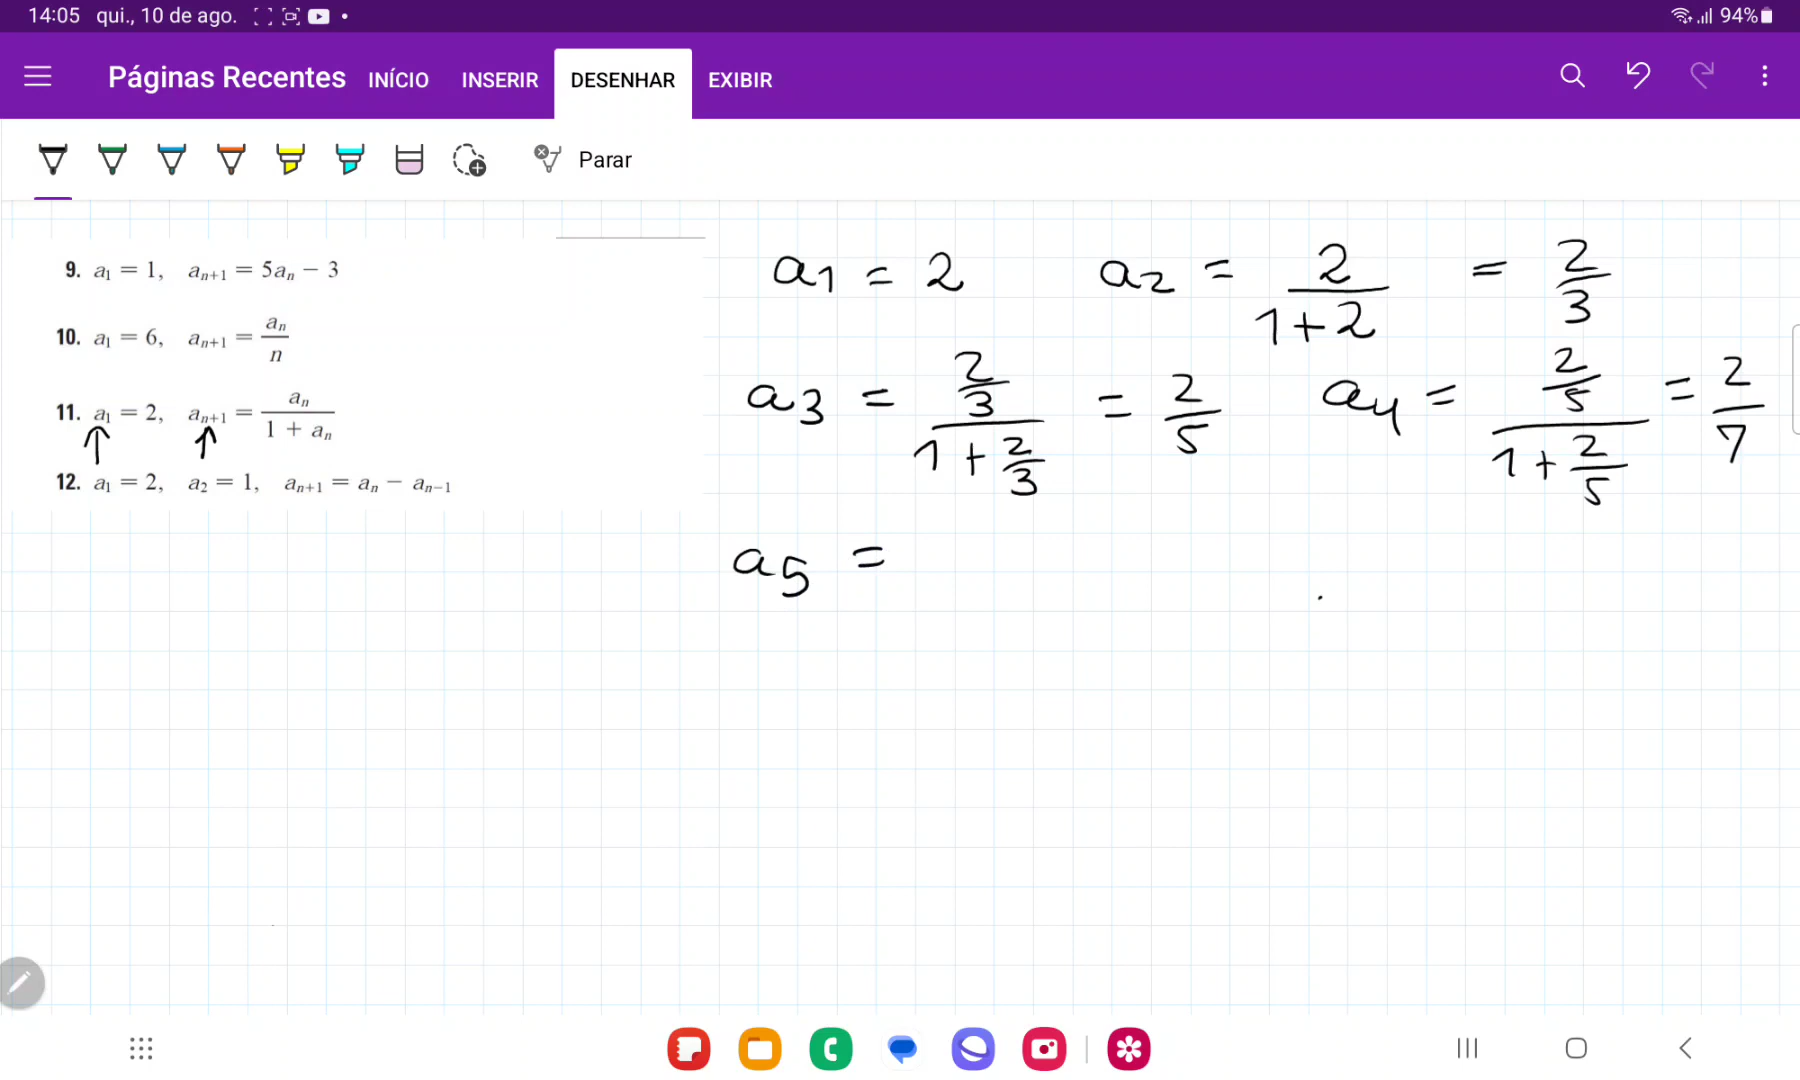 14:05 qui., 10 de ago. 94%
Páginas Recentes INÍCIO INSERIR DESENHAR EXIBIR
Parar
9. a₁ = 1, aₙ₊₁ = 5aₙ − 3
10. a₁ = 6, aₙ₊₁ = aₙ / n
11. a₁ = 2, aₙ₊₁ = aₙ / (1 + aₙ)
12. a₁ = 2, a₂ = 1, aₙ₊₁ = aₙ − aₙ₋₁
a1 = 2 a2 = 2 / (1+2) = 2/3
a3 = (2/3) / (1+2/3) = 2/5 a4 = (2/5) / (1+2/5) = 2/7
a5 =